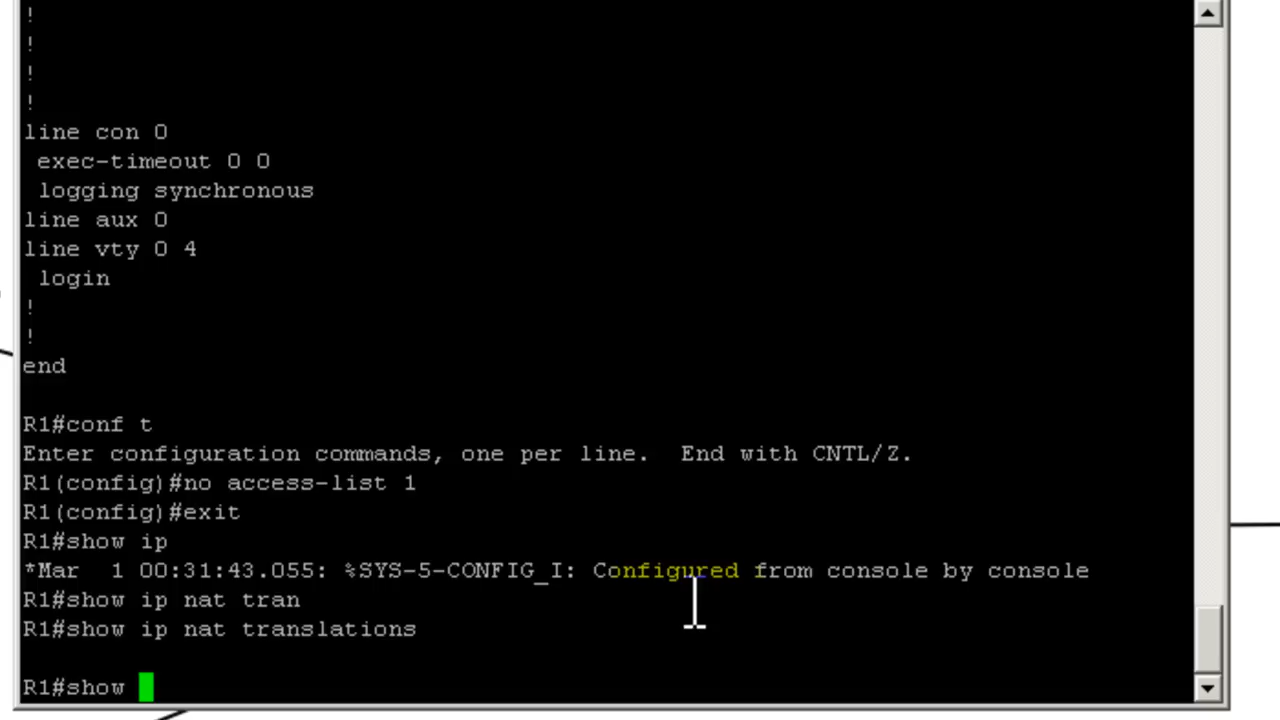 !
!
!
!
line con 0
exec-timeout 0 0
logging synchronous
line aux 0
line vty 0 4
login
!
!
end
R1#conf t
Enter configuration commands, one per line.  End with CNTL/Z.
R1(config)#no access-list 1
R1(config)#exit
R1#show ip
*Mar  1 00:31:43.055: %SYS-5-CONFIG_I: Configured from console by console
R1#show ip nat tran
R1#show ip nat translations
R1#show